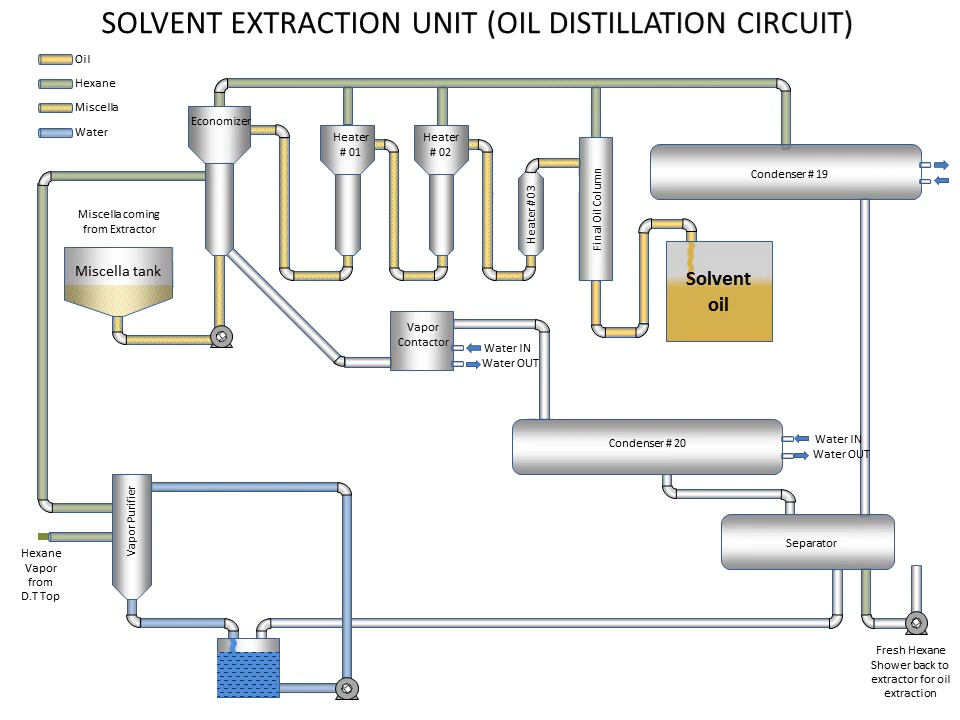 SOLVENT EXTRACTION UNIT (OIL DISTILLATION CIRCUIT)
Oil
Hexane
Miscella
Water
Economizer
Heater
# 01
Heater
# 02
Heater #03
Final Oil Column
Condenser # 19
Miscella coming
from Extractor
Miscella tank
Solvent
oil
Vapor
Contactor
Water IN
Water OUT
Condenser # 20
Water IN
Water OUT
Vapor Purifier
Separator
Hexane
Vapor
from
D.T Top
Fresh Hexane
Shower back to
extractor for oil
extraction